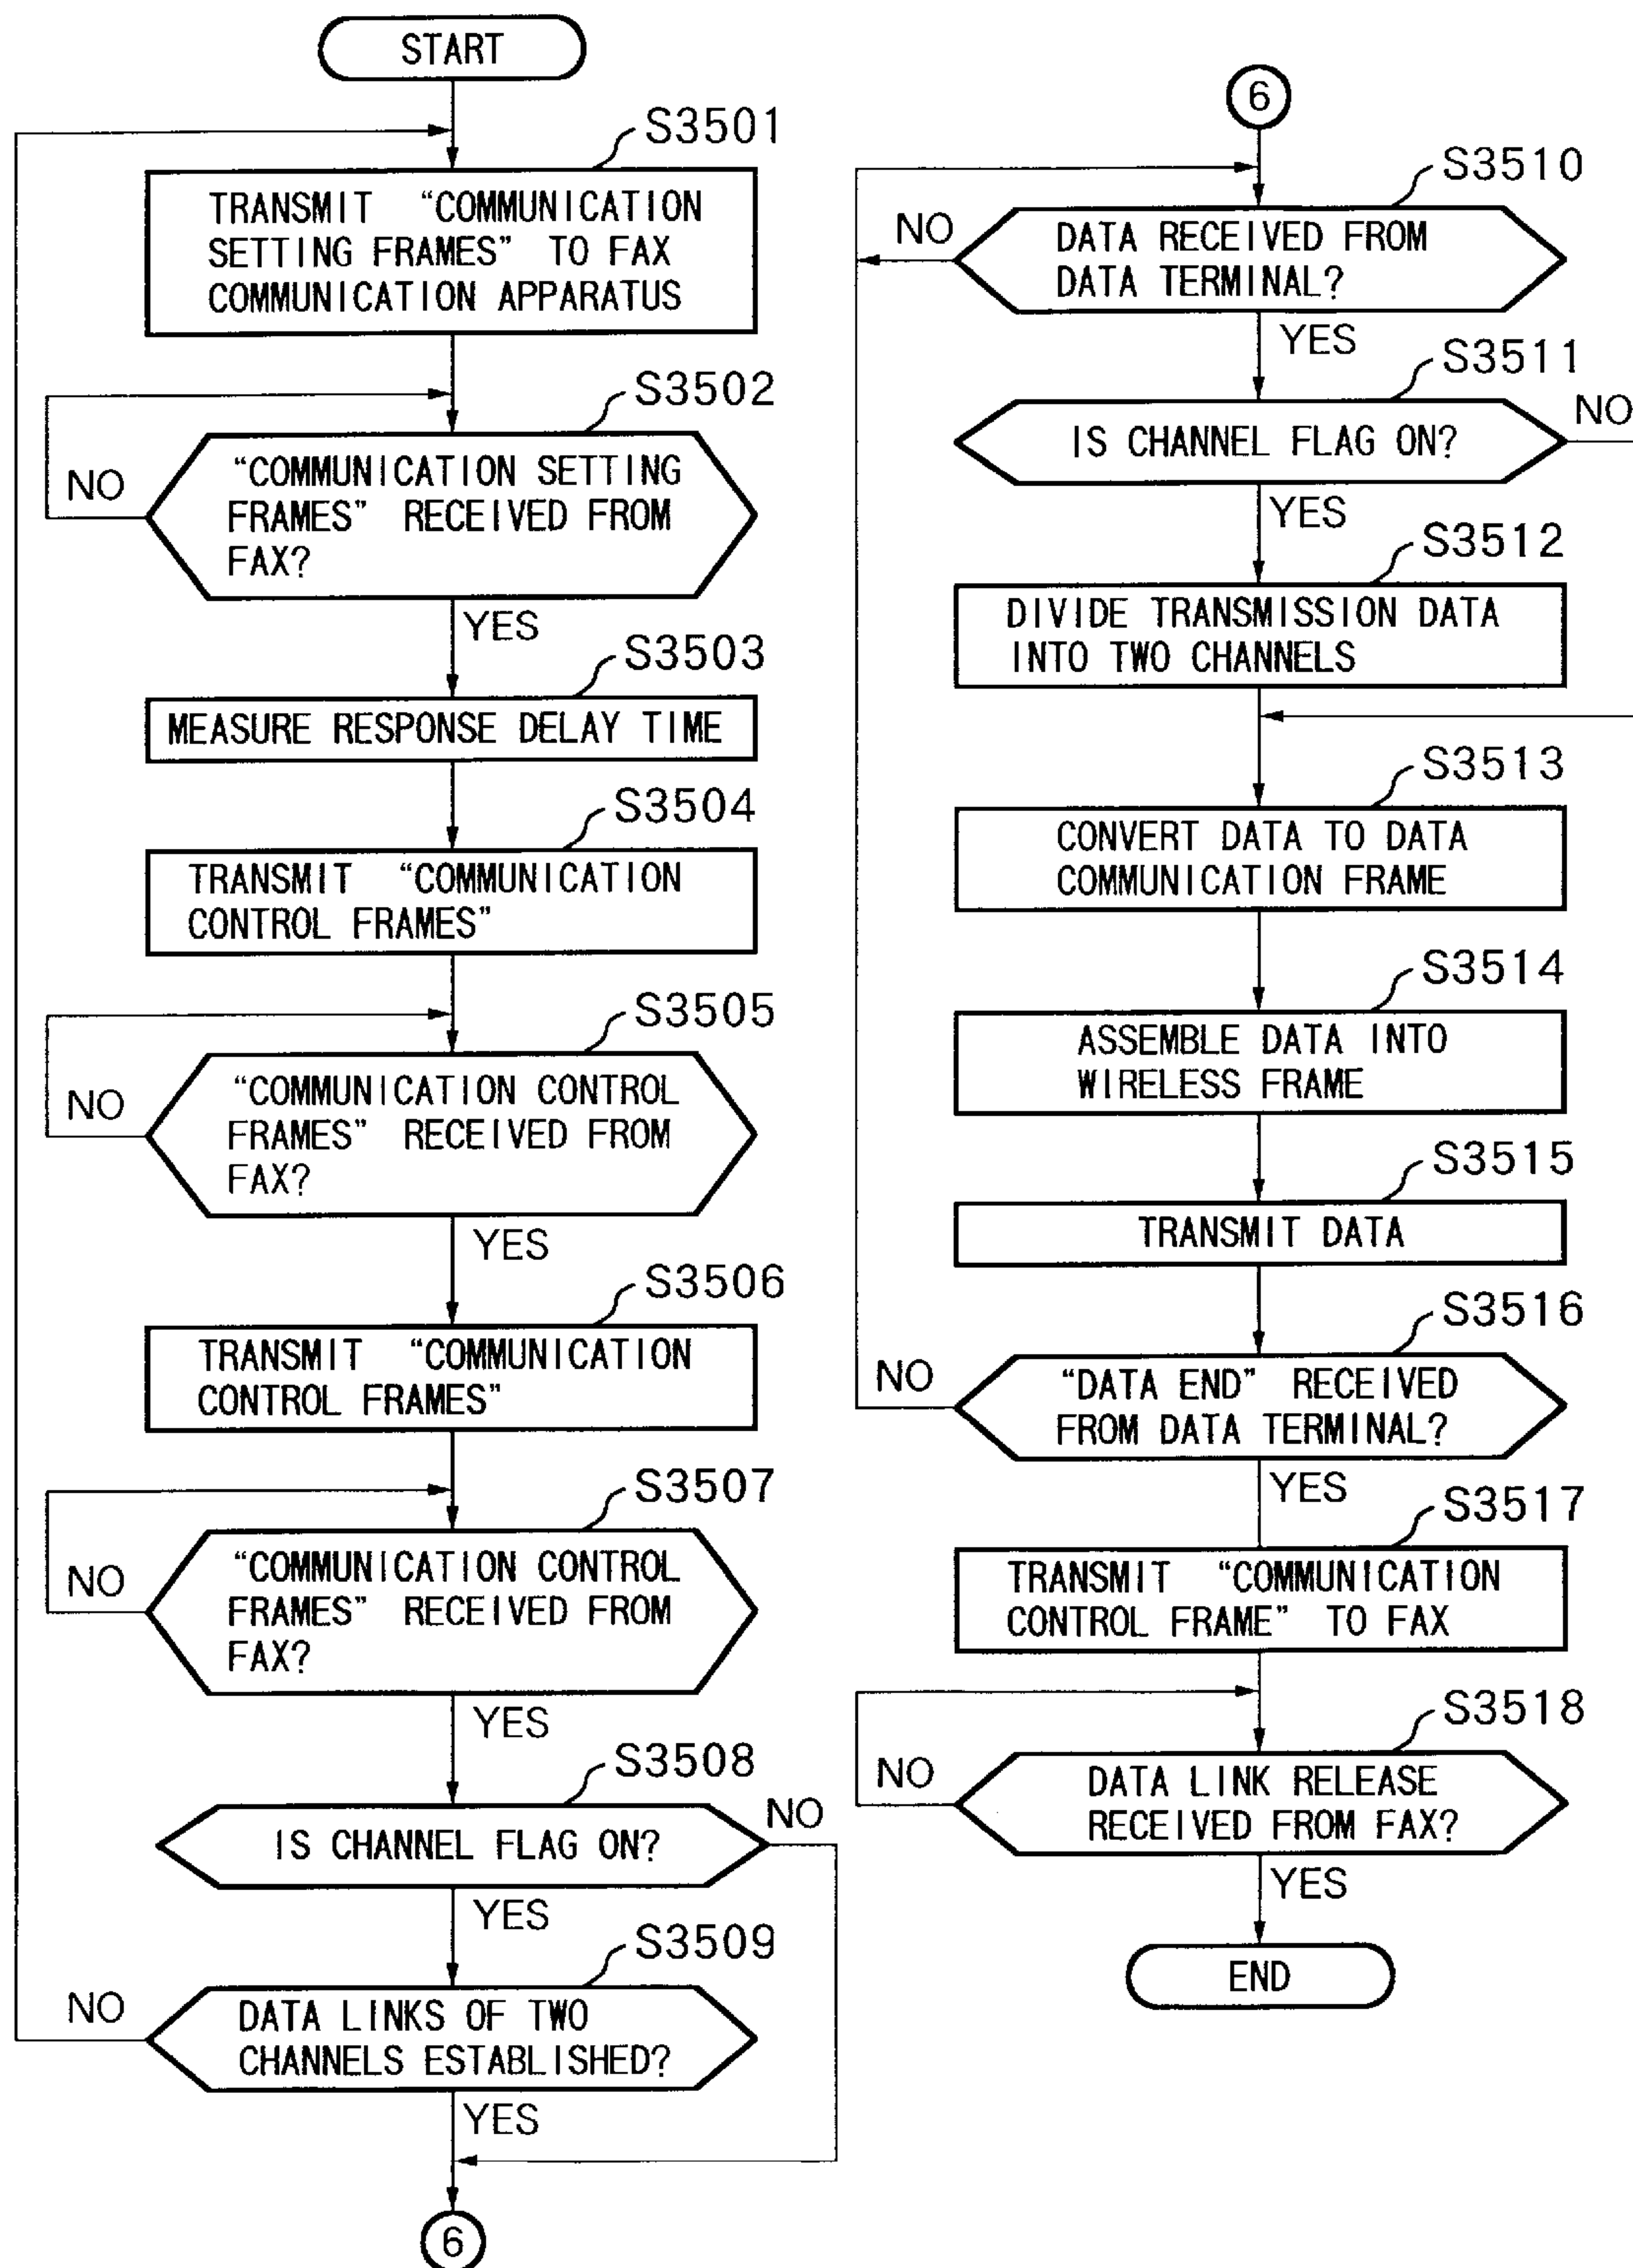 START
S3501
TRANSMIT “COMMUNICATION
SETTING FRAMES” TO FAX
COMMUNICATION APPARATUS
S3502
“COMMUNICATION SETTING
FRAMES” RECEIVED FROM
FAX?
NO
YES
S3503
MEASURE RESPONSE DELAY TIME
S3504
TRANSMIT “COMMUNICATION
CONTROL FRAMES”
S3505
“COMMUNICATION CONTROL
FRAMES” RECEIVED FROM
FAX?
NO
YES
S3506
TRANSMIT “COMMUNICATION
CONTROL FRAMES”
S3507
“COMMUNICATION CONTROL
FRAMES” RECEIVED FROM
FAX?
NO
YES
S3508
IS CHANNEL FLAG ON?
NO
YES
S3509
DATA LINKS OF TWO
CHANNELS ESTABLISHED?
NO
YES
6
6
S3510
DATA RECEIVED FROM
DATA TERMINAL?
NO
YES
S3511
IS CHANNEL FLAG ON?
NO
YES
S3512
DIVIDE TRANSMISSION DATA
INTO TWO CHANNELS
S3513
CONVERT DATA TO DATA
COMMUNICATION FRAME
S3514
ASSEMBLE DATA INTO
WIRELESS FRAME
S3515
TRANSMIT DATA
S3516
“DATA END” RECEIVED
FROM DATA TERMINAL?
NO
YES
S3517
TRANSMIT “COMMUNICATION
CONTROL FRAME” TO FAX
S3518
DATA LINK RELEASE
RECEIVED FROM FAX?
NO
YES
END